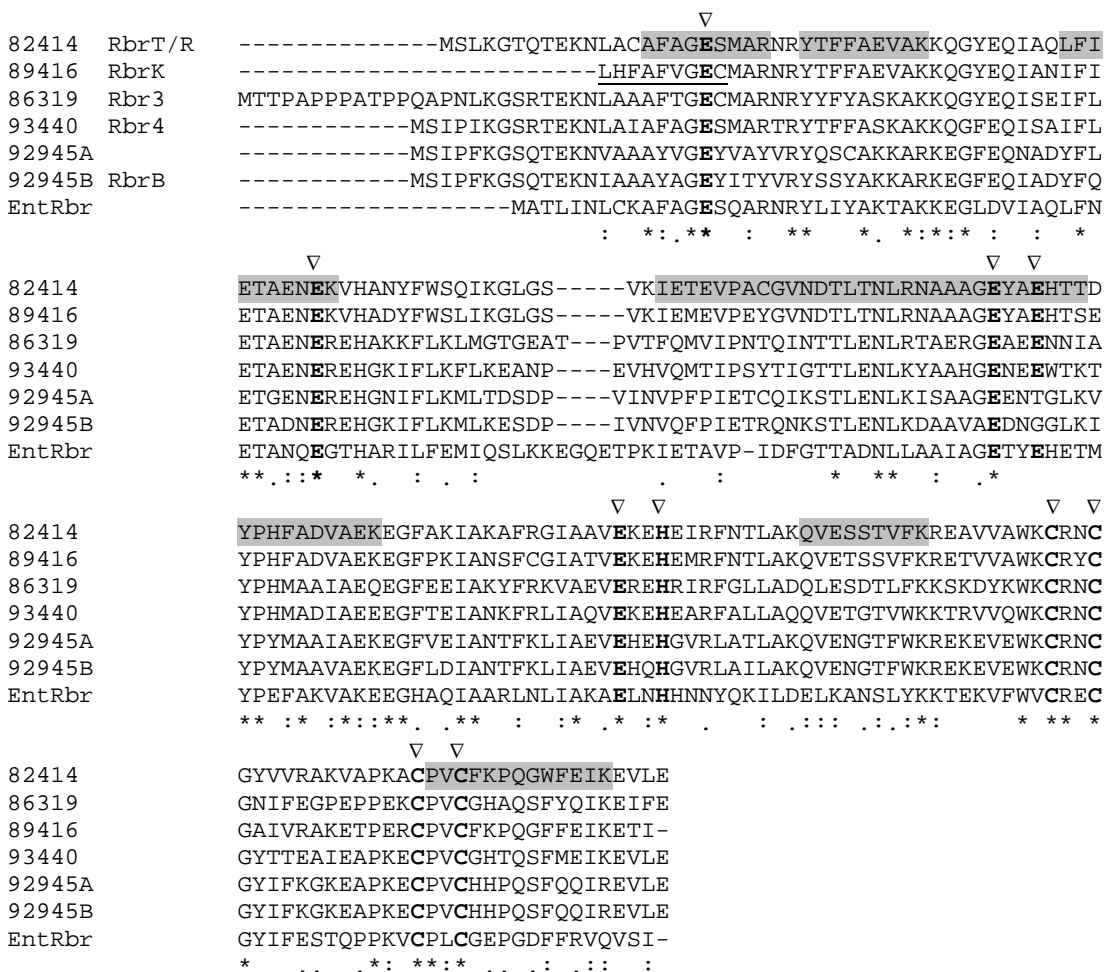 ∇
82414 RbrT/R ---------------MSLKGTQTEKNLACAFAGESMARNRYTFFAEVAKKQGYEQIAQLFI
89416 RbrK --------------------------LHFAFVGECMARNRYTFFAEVAKKQGYEQIANIFI
86319 Rbr3 MTTPAPPPATPPQAPNLKGSRTEKNLAAAFTGECMARNRYYFYASKAKKQGYEQISEIFL
93440 Rbr4 ------------MSIPIKGSRTEKNLAIAFAGESMARTRYTFFASKAKKQGFEQISAIFL
92945A ------------MSIPFKGSQTEKNVAAAYVGEYVAYVRYQSCAKKARKEGFEQNADYFL
92945B RbrB ------------MSIPFKGSQTEKNIAAAYAGEYITYVRYSSYAKKARKEGFEQIADYFQ
EntRbr -------------------MATLINLCKAFAGESQARNRYLIYAKTAKKEGLDVIAQLFN
: *:.** : ** *. *:*:* : : *
∇ ∇ ∇
82414 ETAENEKVHANYFWSQIKGLGS-----VKIETEVPACGVNDTLTNLRNAAAGEYAEHTTD
89416 ETAENEKVHADYFWSLIKGLGS-----VKIEMEVPEYGVNDTLTNLRNAAAGEYAEHTSE
86319 ETAENEREHAKKFLKLMGTGEAT---PVTFQMVIPNTQINTTLENLRTAERGEAEENNIA
93440 ETAENEREHGKIFLKFLKEANP----EVHVQMTIPSYTIGTTLENLKYAAHGENEEWTKT
92945A ETGENEREHGNIFLKMLTDSDP----VINVPFPIETCQIKSTLENLKISAAGEENTGLKV
92945B ETADNEREHGKIFLKMLKESDP----IVNVQFPIETRQNKSTLENLKDAAVAEDNGGLKI
EntRbr ETANQEGTHARILFEMIQSLKKEGQETPKIETAVP-IDFGTTADNLLAAIAGETYEHETM
**.::* *. : . : . : * ** : .*
∇ ∇ ∇ ∇
82414 YPHFADVAEKEGFAKIAKAFRGIAAVEKEHEIRFNTLAKQVESSTVFKREAVVAWKCRNC
89416 YPHFADVAEKEGFPKIANSFCGIATVEKEHEMRFNTLAKQVETSSVFKRETVVAWKCRYC
86319 YPHMAAIAEQEGFEEIAKYFRKVAEVEREHRIRFGLLADQLESDTLFKKSKDYKWKCRNC
93440 YPHMADIAEEEGFTEIANKFRLIAQVEKEHEARFALLAQQVETGTVWKKTRVVQWKCRNC
92945A YPYMAAIAEKEGFVEIANTFKLIAEVEHEHGVRLATLAKQVENGTFWKREKEVEWKCRNC
92945B YPYMAAVAEKEGFLDIANTFKLIAEVEHQHGVRLAILAKQVENGTFWKREKVEWKCRNC
EntRbr YPEFAKVAKEEGHAQIAARLNLIAKAELNHHNNYQKILDELKANSLYKKTEKVFWVCREC
** :* :*::**. .** : :* .* :* . : .::: .:.:*: * ** *
∇ ∇
82414 GYVVRAKVAPKACPVCFKPQGWFEIKEVLE
86319 GNIFEGPEPPEKCPVCGHAQSFYQIKEIFE
89416 GAIVRAKETPERCPVCFKPQGFFEIKETI-
93440 GYTTEAIEAPKECPVCGHTQSFMEIKEVLE
92945A GYIFKGKEAPKECPVCHHPQSFQQIREVLE
92945B GYIFKGKEAPKECPVCHHPQSFQQIREVLE
EntRbr GYIFESTQPPKVCPLCGEPGDFFRVQVSI-
* .. .*: **:* .. .: .:: :